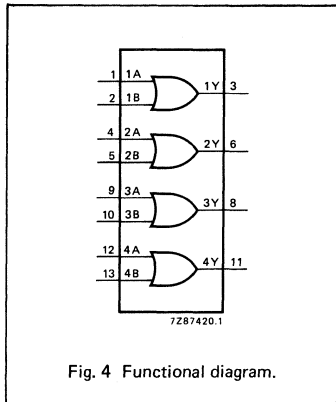 1 1A
2 1B
1Y 3
4 2A
5 2B
2Y 6
9 3A
10 3B
3Y 8
12 4A
13 4B
4Y 11
7Z87420.1
Fig. 4 Functional diagram.